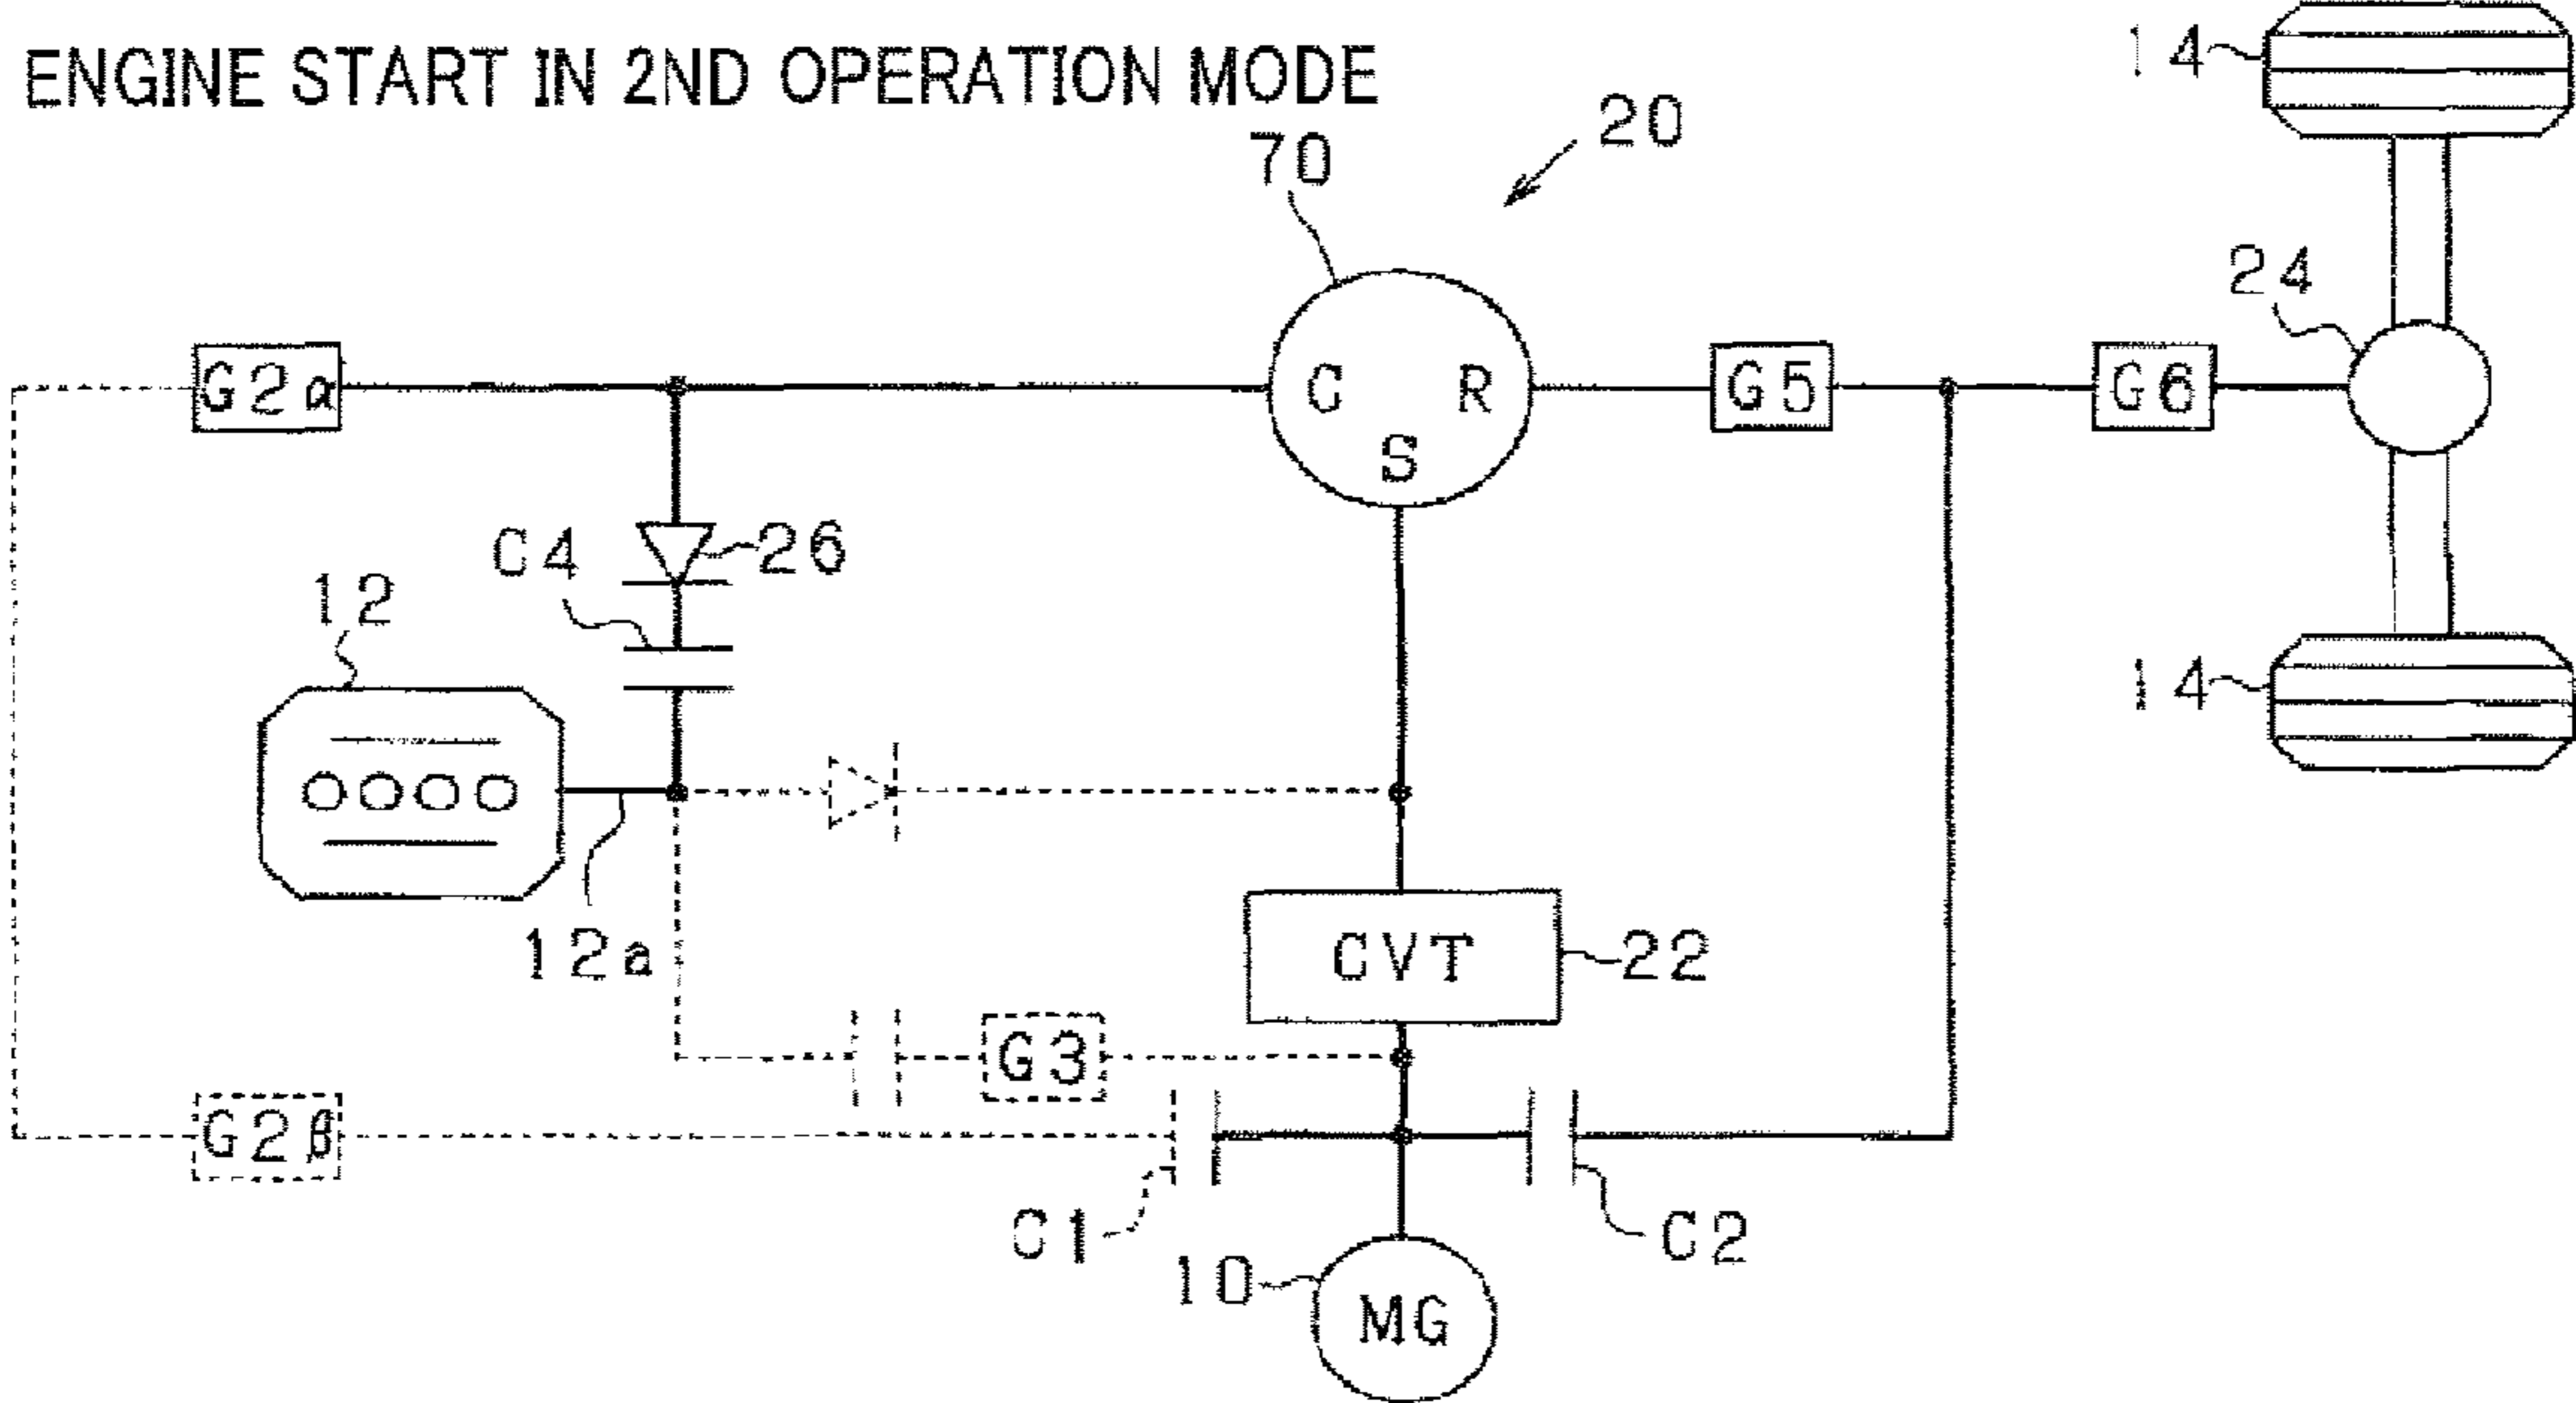 ENGINE START IN 2ND OPERATION MODE
14
20
70
24
G2α
C
R
S
G5
G6
C4
26
12
14
12a
CVT
22
G3
G2β
C1
C2
10
MG